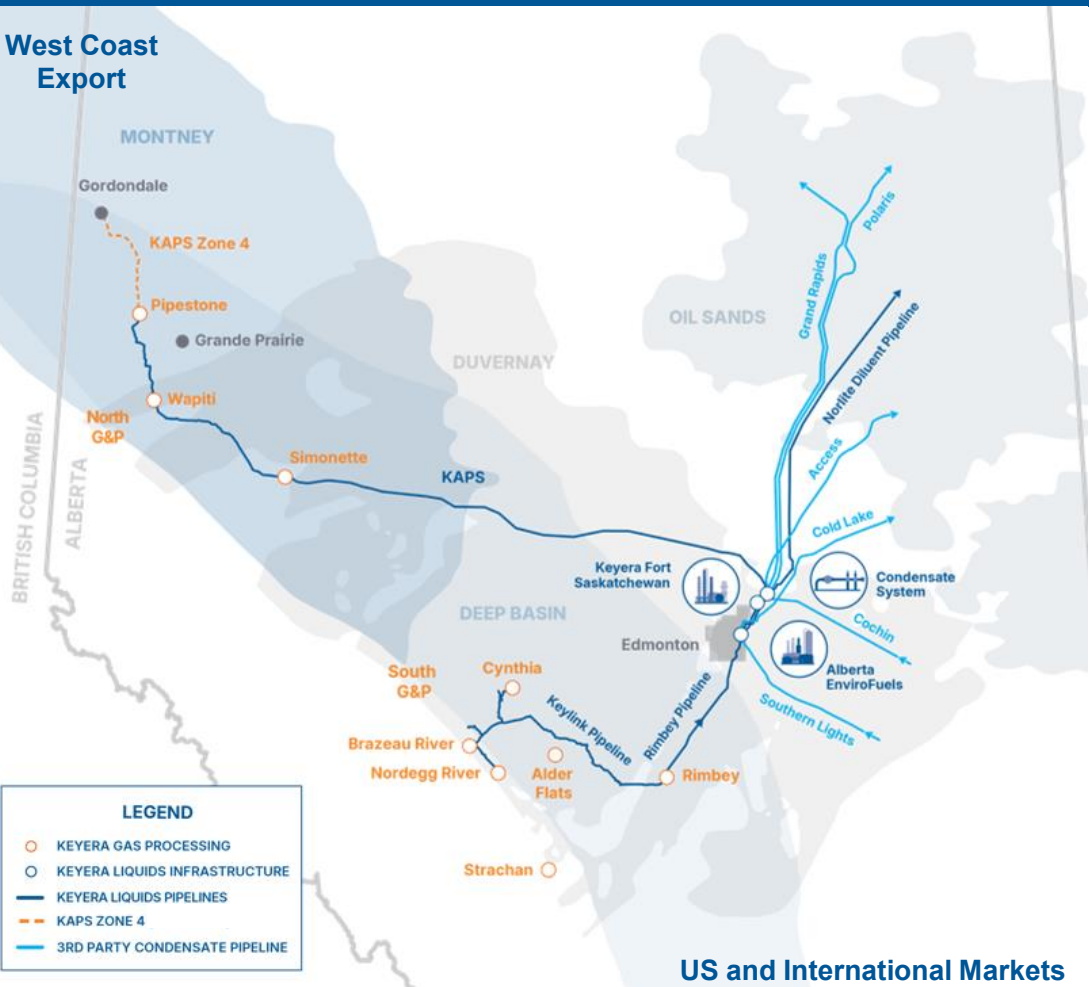 West Coast
Export
MONTNEY
Gordondale
KAPS Zone 4
Pipestone
Grande Prairie
Wapiti
North
G&P
Simonette
KAPS
DUVERNAY
OIL SANDS
Polaris
Grand Rapids
Norlite Diluent Pipeline
Access
Cold Lake
BRITISH COLUMBIA
ALBERTA
Keyera Fort
Saskatchewan
Condensate
System
Cochin
DEEP BASIN
Edmonton
Alberta
EnviroFuels
Southern Lights
South
G&P
Cynthia
Keylink Pipeline
Rimbey Pipeline
Brazeau River
Nordegg River
Alder
Flats
Rimbey
Strachan
LEGEND
KEYERA GAS PROCESSING
KEYERA LIQUIDS INFRASTRUCTURE
KEYERA LIQUIDS PIPELINES
KAPS ZONE 4
3RD PARTY CONDENSATE PIPELINE
US and International Markets